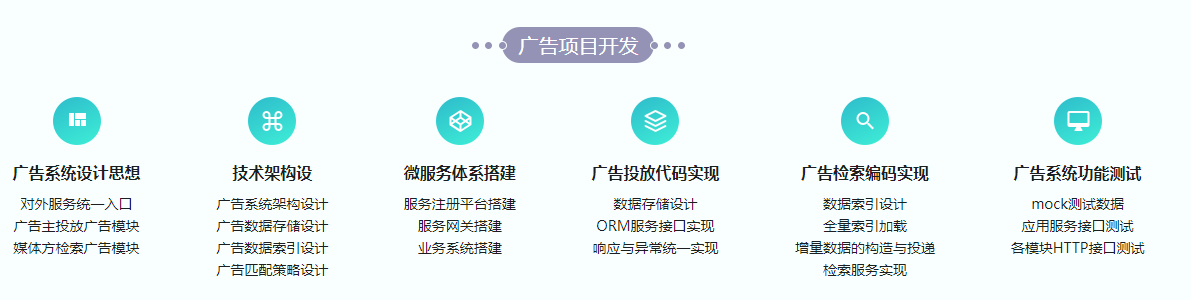 广告项目开发
广告系统设计思想
对外服务统一入口
广告主投放广告模块
媒体方检索广告模块
技术架构设
广告系统架构设计
广告数据存储设计
广告数据索引设计
广告匹配策略设计
微服务体系搭建
服务注册平台搭建
服务网关搭建
业务系统搭建
广告投放代码实现
数据存储设计
ORM服务接口实现
响应与异常统一实现
广告检索编码实现
数据索引设计
全量索引加载
增量数据的构造与投递
检索服务实现
广告系统功能测试
mock测试数据
应用服务接口测试
各模块HTTP接口测试